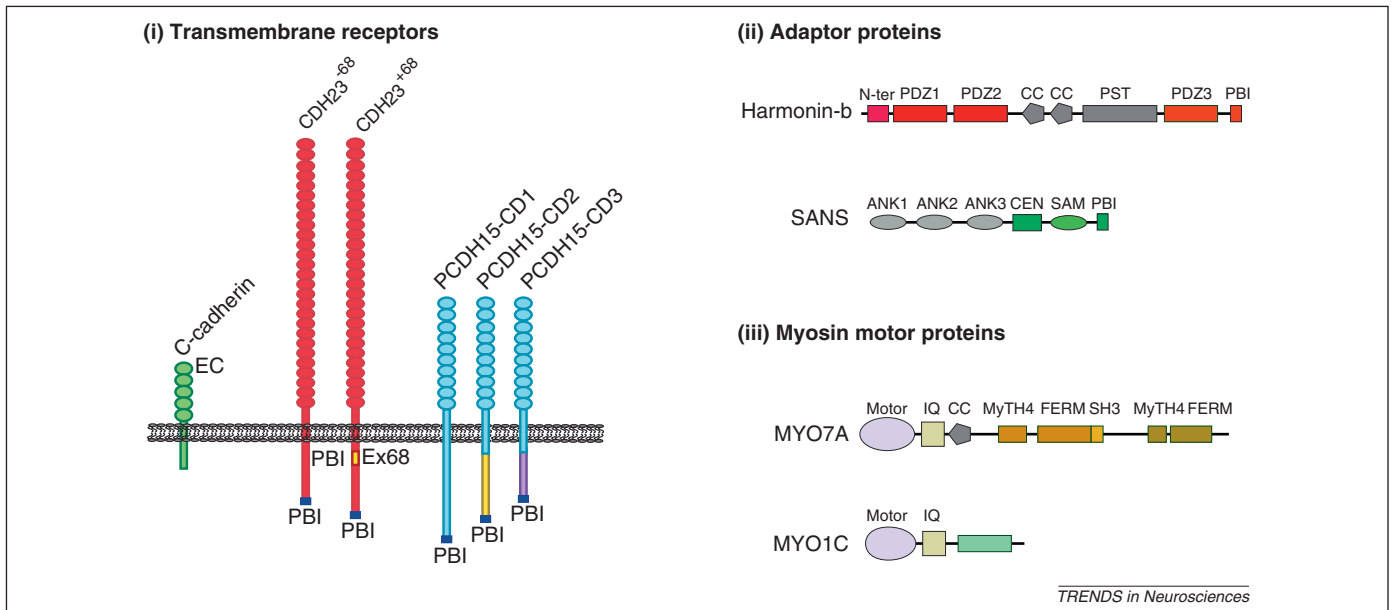 (i) Transmembrane receptors
CDH23-68
CDH23+68
PCDH15-CD1
PCDH15-CD2
PCDH15-CD3
C-cadherin
EC
PBI
Ex68
PBI
PBI
PBI
PBI
PBI
(ii) Adaptor proteins
N-ter PDZ1 PDZ2 CC CC PST PDZ3 PBI
Harmonin-b
ANK1 ANK2 ANK3 CEN SAM PBI
SANS
(iii) Myosin motor proteins
Motor IQ CC MyTH4 FERM SH3 MyTH4 FERM
MYO7A
Motor IQ
MYO1C
TRENDS in Neurosciences